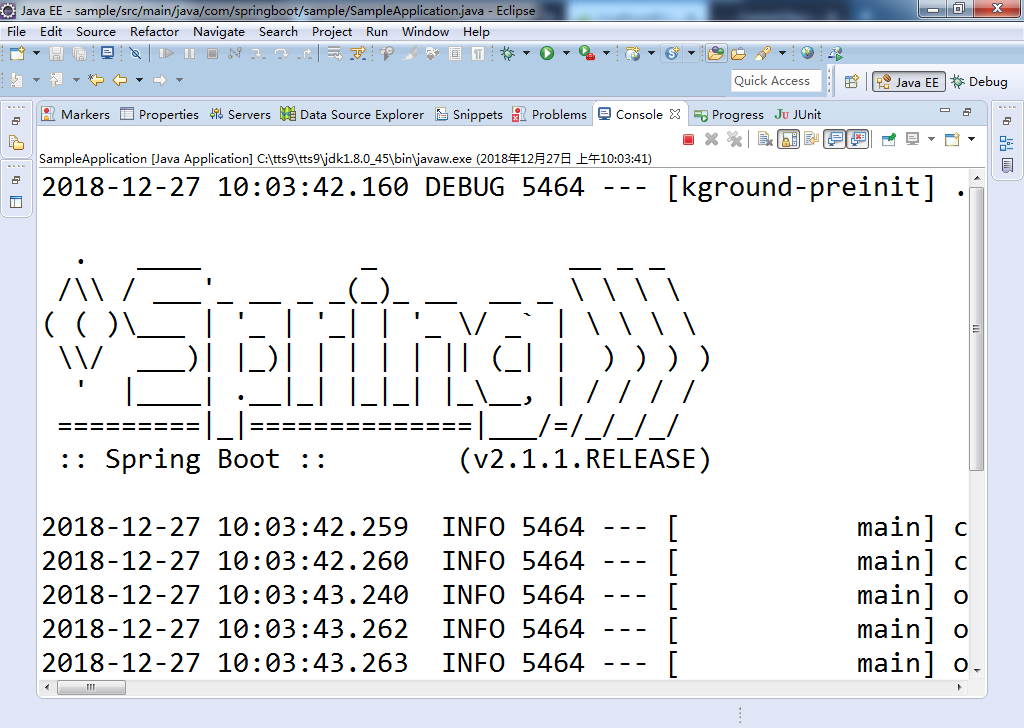 Java EE - sample/src/main/java/com/springboot/sample/SampleApplication.java - Eclipse
File Edit Source Refactor Navigate Search Project Run Window Help
Quick Access Java EE Debug
Markers Properties Servers Data Source Explorer Snippets Problems Console Progress JUnit
SampleApplication [Java Application] C:\tts9\tts9\jdk1.8.0_45\bin\javaw.exe (2018年12月27日 上午10:03:41)
2018-12-27 10:03:42.160 DEBUG 5464 --- [kground-preinit] .
  .   ____          _            __ _ _
 /\\ / ___'_ __ _ _(_)_ __  __ _ \ \ \ \
( ( )\___ | '_ | '_| | '_ \/ _` | \ \ \ \
 \\/  ___)| |_)| | | | | || (_| |  ) ) ) )
  '  |____| .__|_| |_|_| |_\__, | / / / /
 =========|_|==============|___/=/_/_/_/
 :: Spring Boot ::        (v2.1.1.RELEASE)
2018-12-27 10:03:42.259  INFO 5464 --- [           main] c
2018-12-27 10:03:42.260  INFO 5464 --- [           main] c
2018-12-27 10:03:43.240  INFO 5464 --- [           main] o
2018-12-27 10:03:43.262  INFO 5464 --- [           main] o
2018-12-27 10:03:43.263  INFO 5464 --- [           main] o